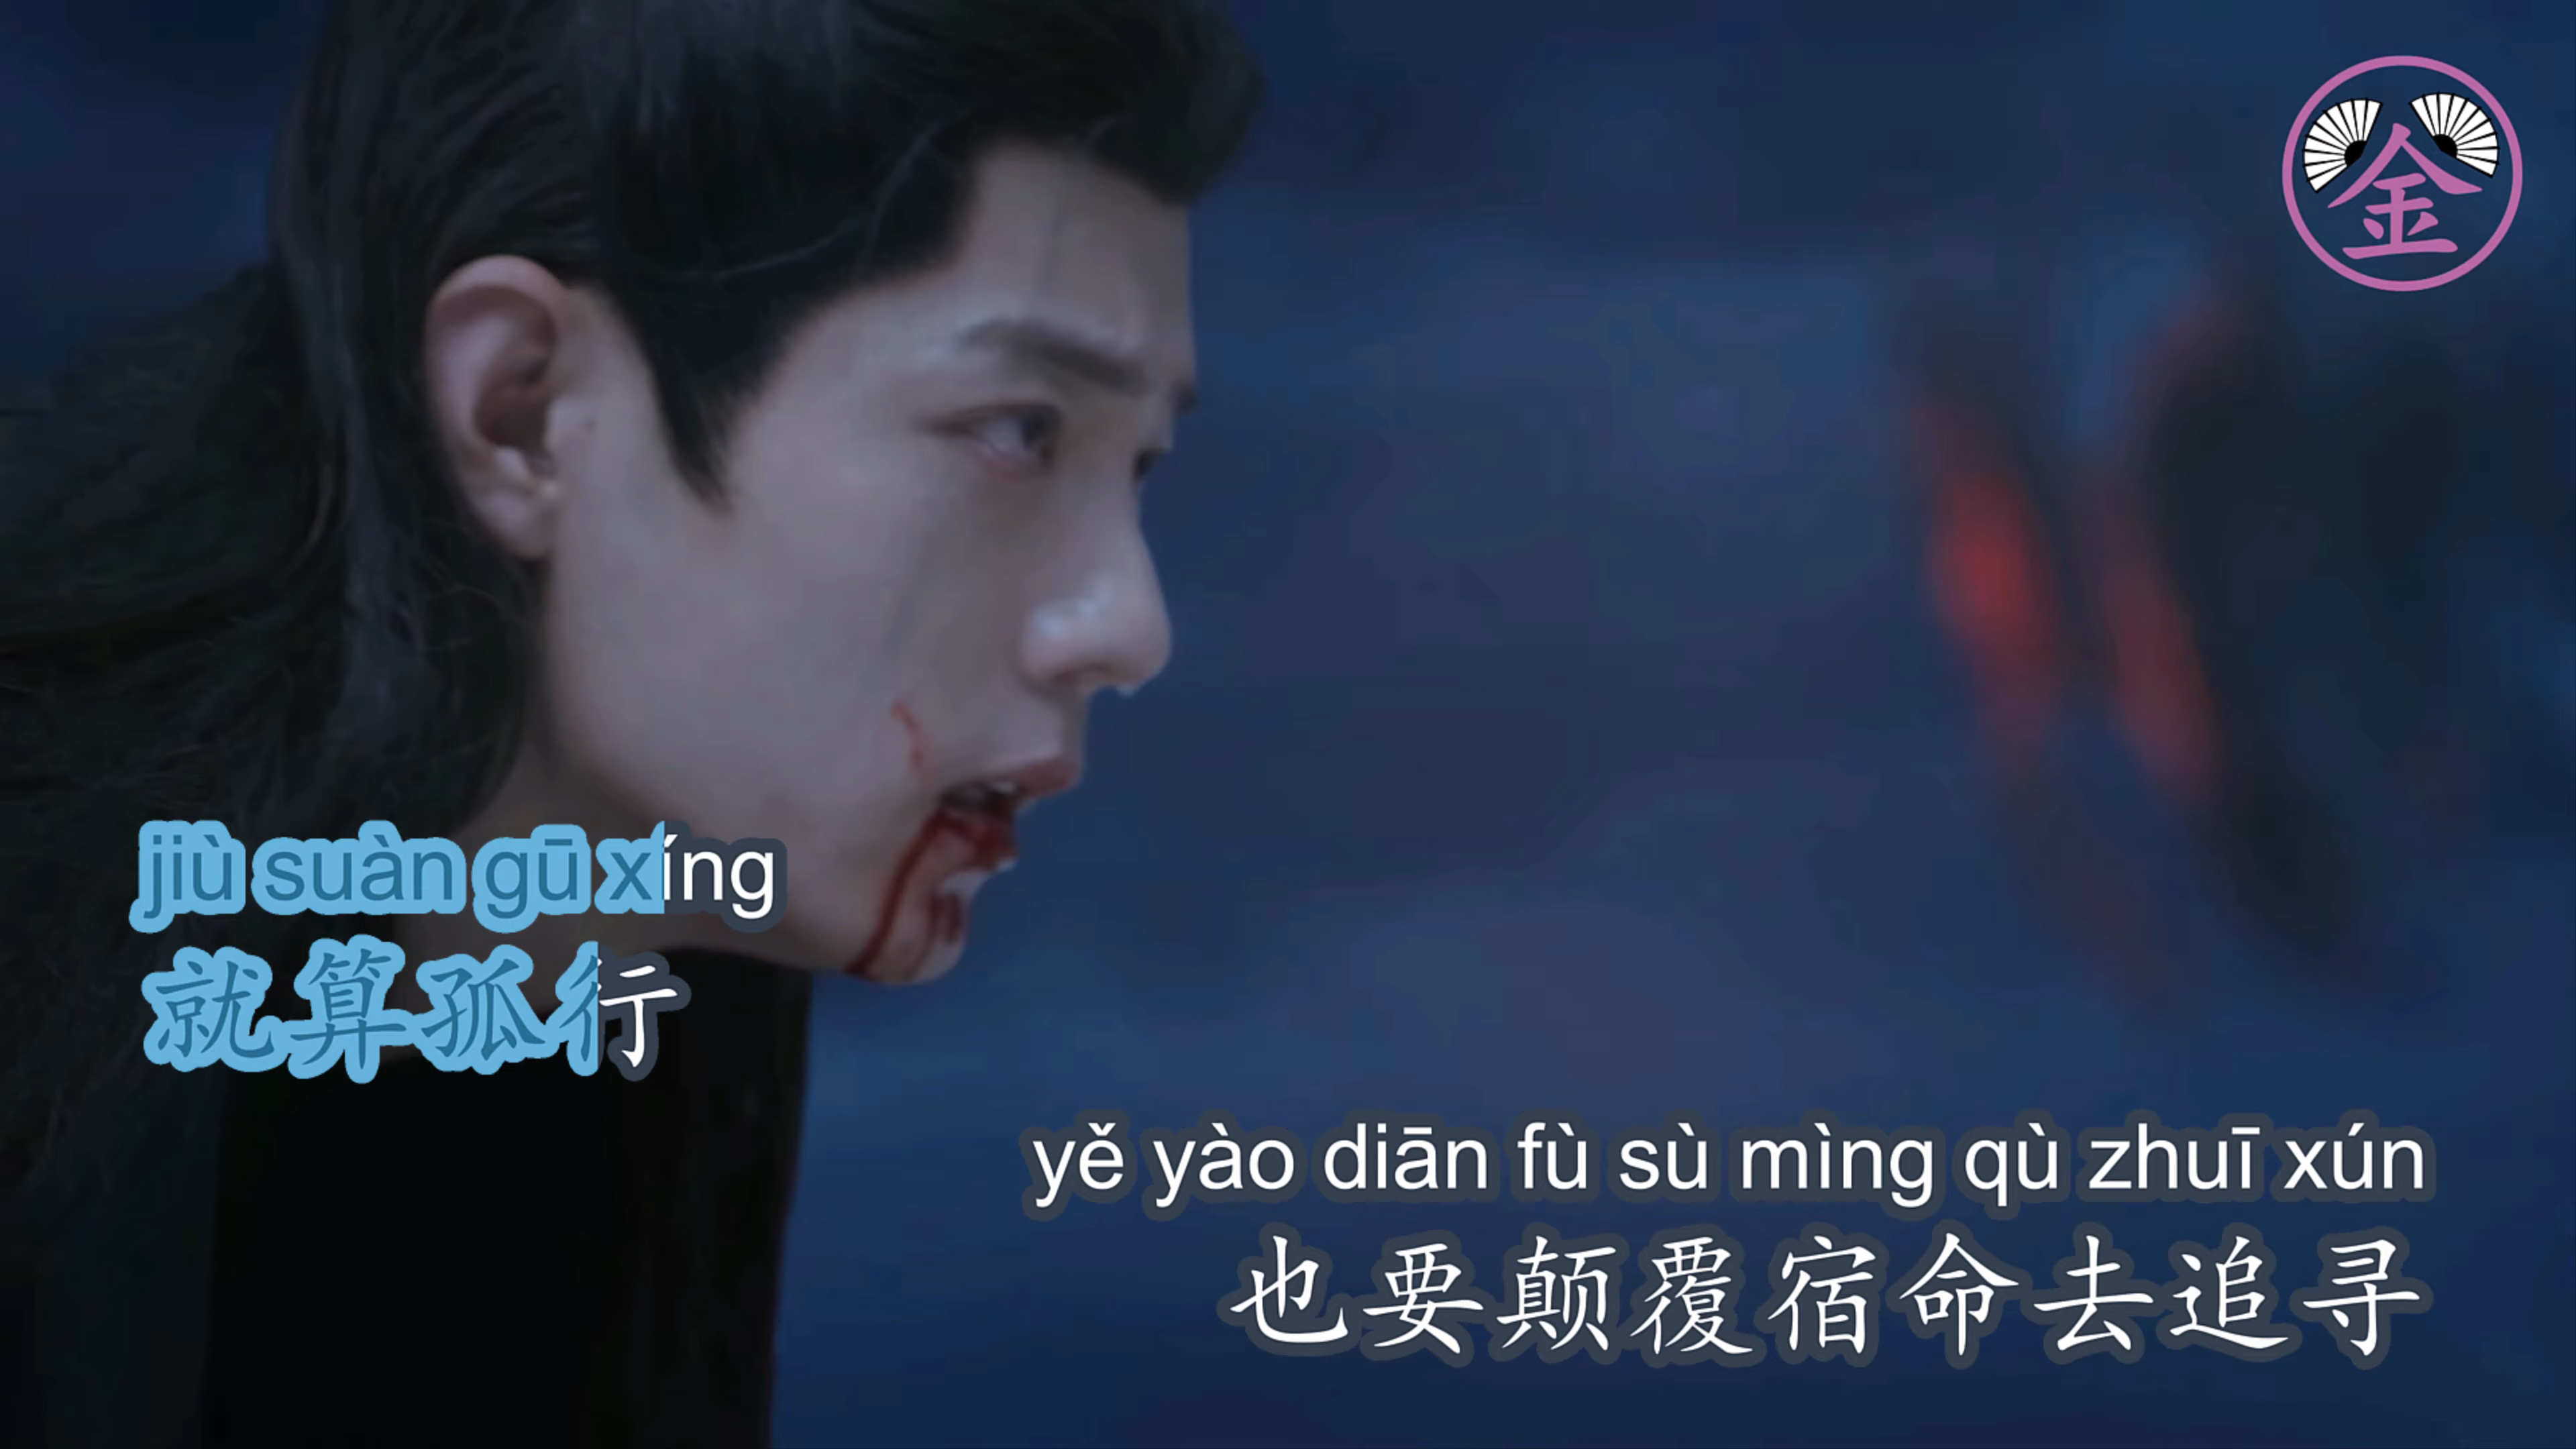 金
jiù suàn gū xíng
就算孤行
yě yào diān fù sù mìng qù zhuī xún
也要颠覆宿命去追寻